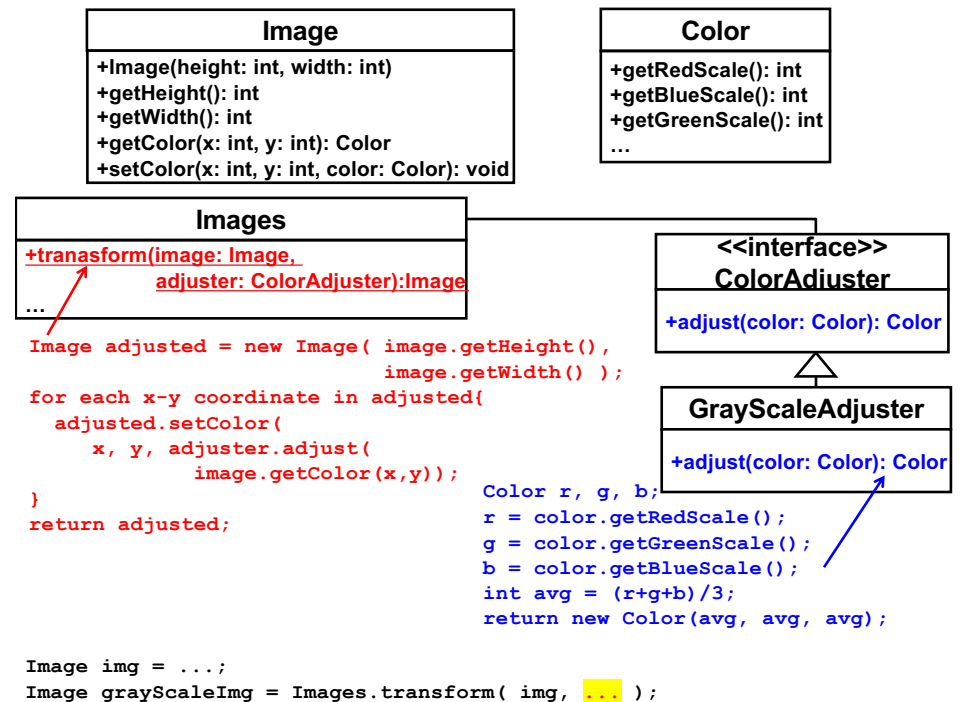 Image
+Image(height: int, width: int)
+getHeight(): int
+getWidth(): int
+getColor(x: int, y: int): Color
+setColor(x: int, y: int, color: Color): void
Color
+getRedScale(): int
+getBlueScale(): int
+getGreenScale(): int
…
Images
+tranasform(image: Image,
adjuster: ColorAdjuster):Image
…
<<interface>>
ColorAdjuster
+adjust(color: Color): Color
GrayScaleAdjuster
+adjust(color: Color): Color
Image adjusted = new Image( image.getHeight(),
image.getWidth() );
for each x-y coordinate in adjusted{
adjusted.setColor(
x, y, adjuster.adjust(
image.getColor(x,y));
}
return adjusted;
Color r, g, b;
r = color.getRedScale();
g = color.getGreenScale();
b = color.getBlueScale();
int avg = (r+g+b)/3;
return new Color(avg, avg, avg);
Image img = ...;
Image grayScaleImg = Images.transform( img, ... );